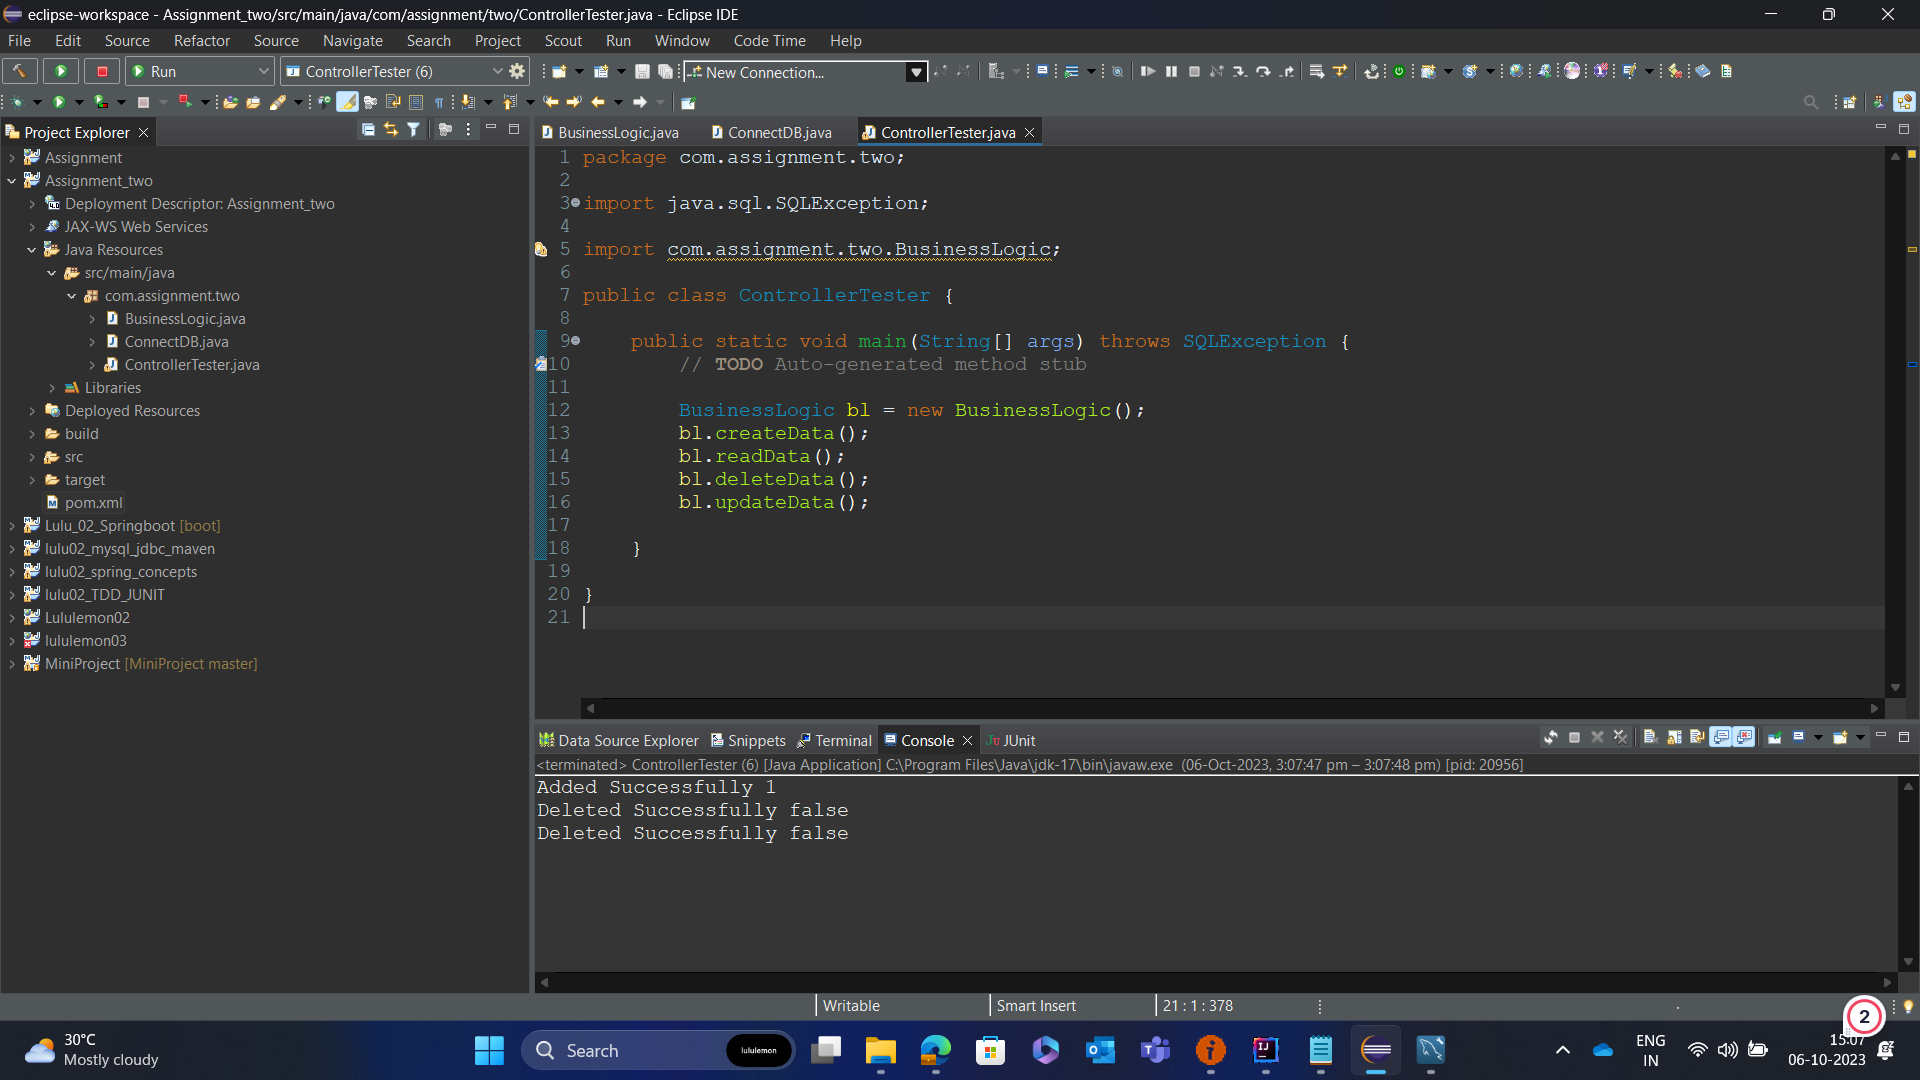 eclipse-workspace - Assignment_two/src/main/java/com/assignment/two/ControllerTester.java - Eclipse IDE
File Edit Source Refactor Source Navigate Search Project Scout Run Window Code Time Help
Run ControllerTester (6) New Connection...
Project Explorer
Assignment
Assignment_two
Deployment Descriptor: Assignment_two
JAX-WS Web Services
Java Resources
src/main/java
com.assignment.two
BusinessLogic.java
ConnectDB.java
ControllerTester.java
Libraries
Deployed Resources
build
src
target
pom.xml
Lulu_02_Springboot [boot]
lulu02_mysql_jdbc_maven
lulu02_spring_concepts
lulu02_TDD_JUNIT
Lululemon02
lululemon03
MiniProject [MiniProject master]
BusinessLogic.java ConnectDB.java ControllerTester.java
1 package com.assignment.two;
2
3 import java.sql.SQLException;
4
5 import com.assignment.two.BusinessLogic;
6
7 public class ControllerTester {
8
9 public static void main(String[] args) throws SQLException {
10 // TODO Auto-generated method stub
11
12 BusinessLogic bl = new BusinessLogic();
13 bl.createData();
14 bl.readData();
15 bl.deleteData();
16 bl.updateData();
17
18 }
19
20 }
21
Data Source Explorer Snippets Terminal Console JUnit
<terminated> ControllerTester (6) [Java Application] C:\Program Files\Java\jdk-17\bin\javaw.exe (06-Oct-2023, 3:07:47 pm – 3:07:48 pm) [pid: 20956]
Added Successfully 1
Deleted Successfully false
Deleted Successfully false
Writable Smart Insert 21 : 1 : 378
30°C
Mostly cloudy
Search lululemon
ENG
IN
2
15:07
06-10-2023